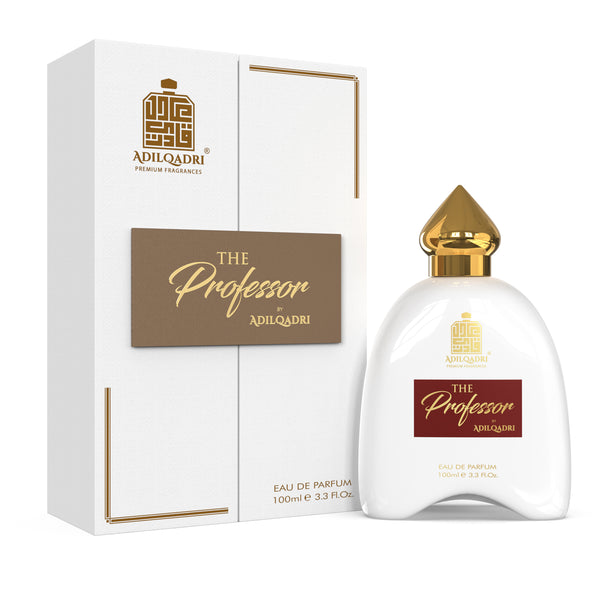 ADILQADRI®
PREMIUM FRAGRANCES
THE
Professor
BY
ADILQADRI
EAU DE PARFUM
100ml e 3.3 Fl.Oz.
ADILQADRI®
PREMIUM FRAGRANCES
THE
Professor
BY
ADILQADRI
EAU DE PARFUM
100ml e 3.3 Fl.Oz.